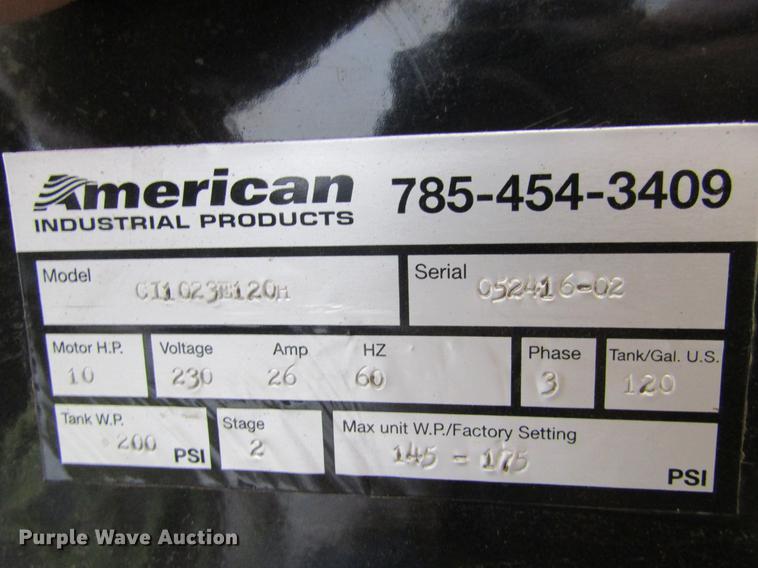 American
INDUSTRIAL PRODUCTS
785-454-3409
Model
Serial
052416-02
Motor H.P.
10
Voltage Amp HZ
230 26 60
Phase
3
Tank/Gal. U.S.
120
Tank W.P.
200 PSI
Stage
2
Max unit W.P./Factory Setting
145 - 175 PSI
Purple Wave Auction